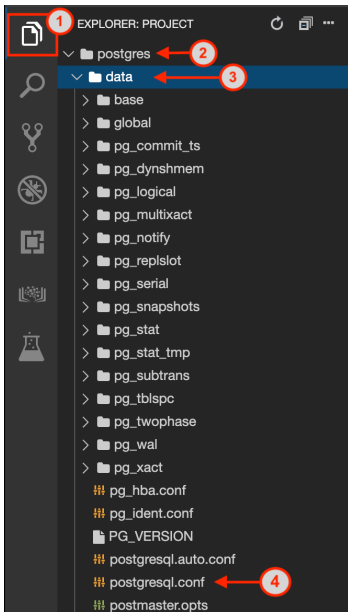 1
EXPLORER: PROJECT
postgres 2
data 3
base
global
pg_commit_ts
pg_dynshmem
pg_logical
pg_multixact
pg_notify
pg_replslot
pg_serial
pg_snapshots
pg_stat
pg_stat_tmp
pg_subtrans
pg_tblspc
pg_twophase
pg_wal
pg_xact
pg_hba.conf
pg_ident.conf
PG_VERSION
postgresql.auto.conf
postgresql.conf 4
postmaster.opts